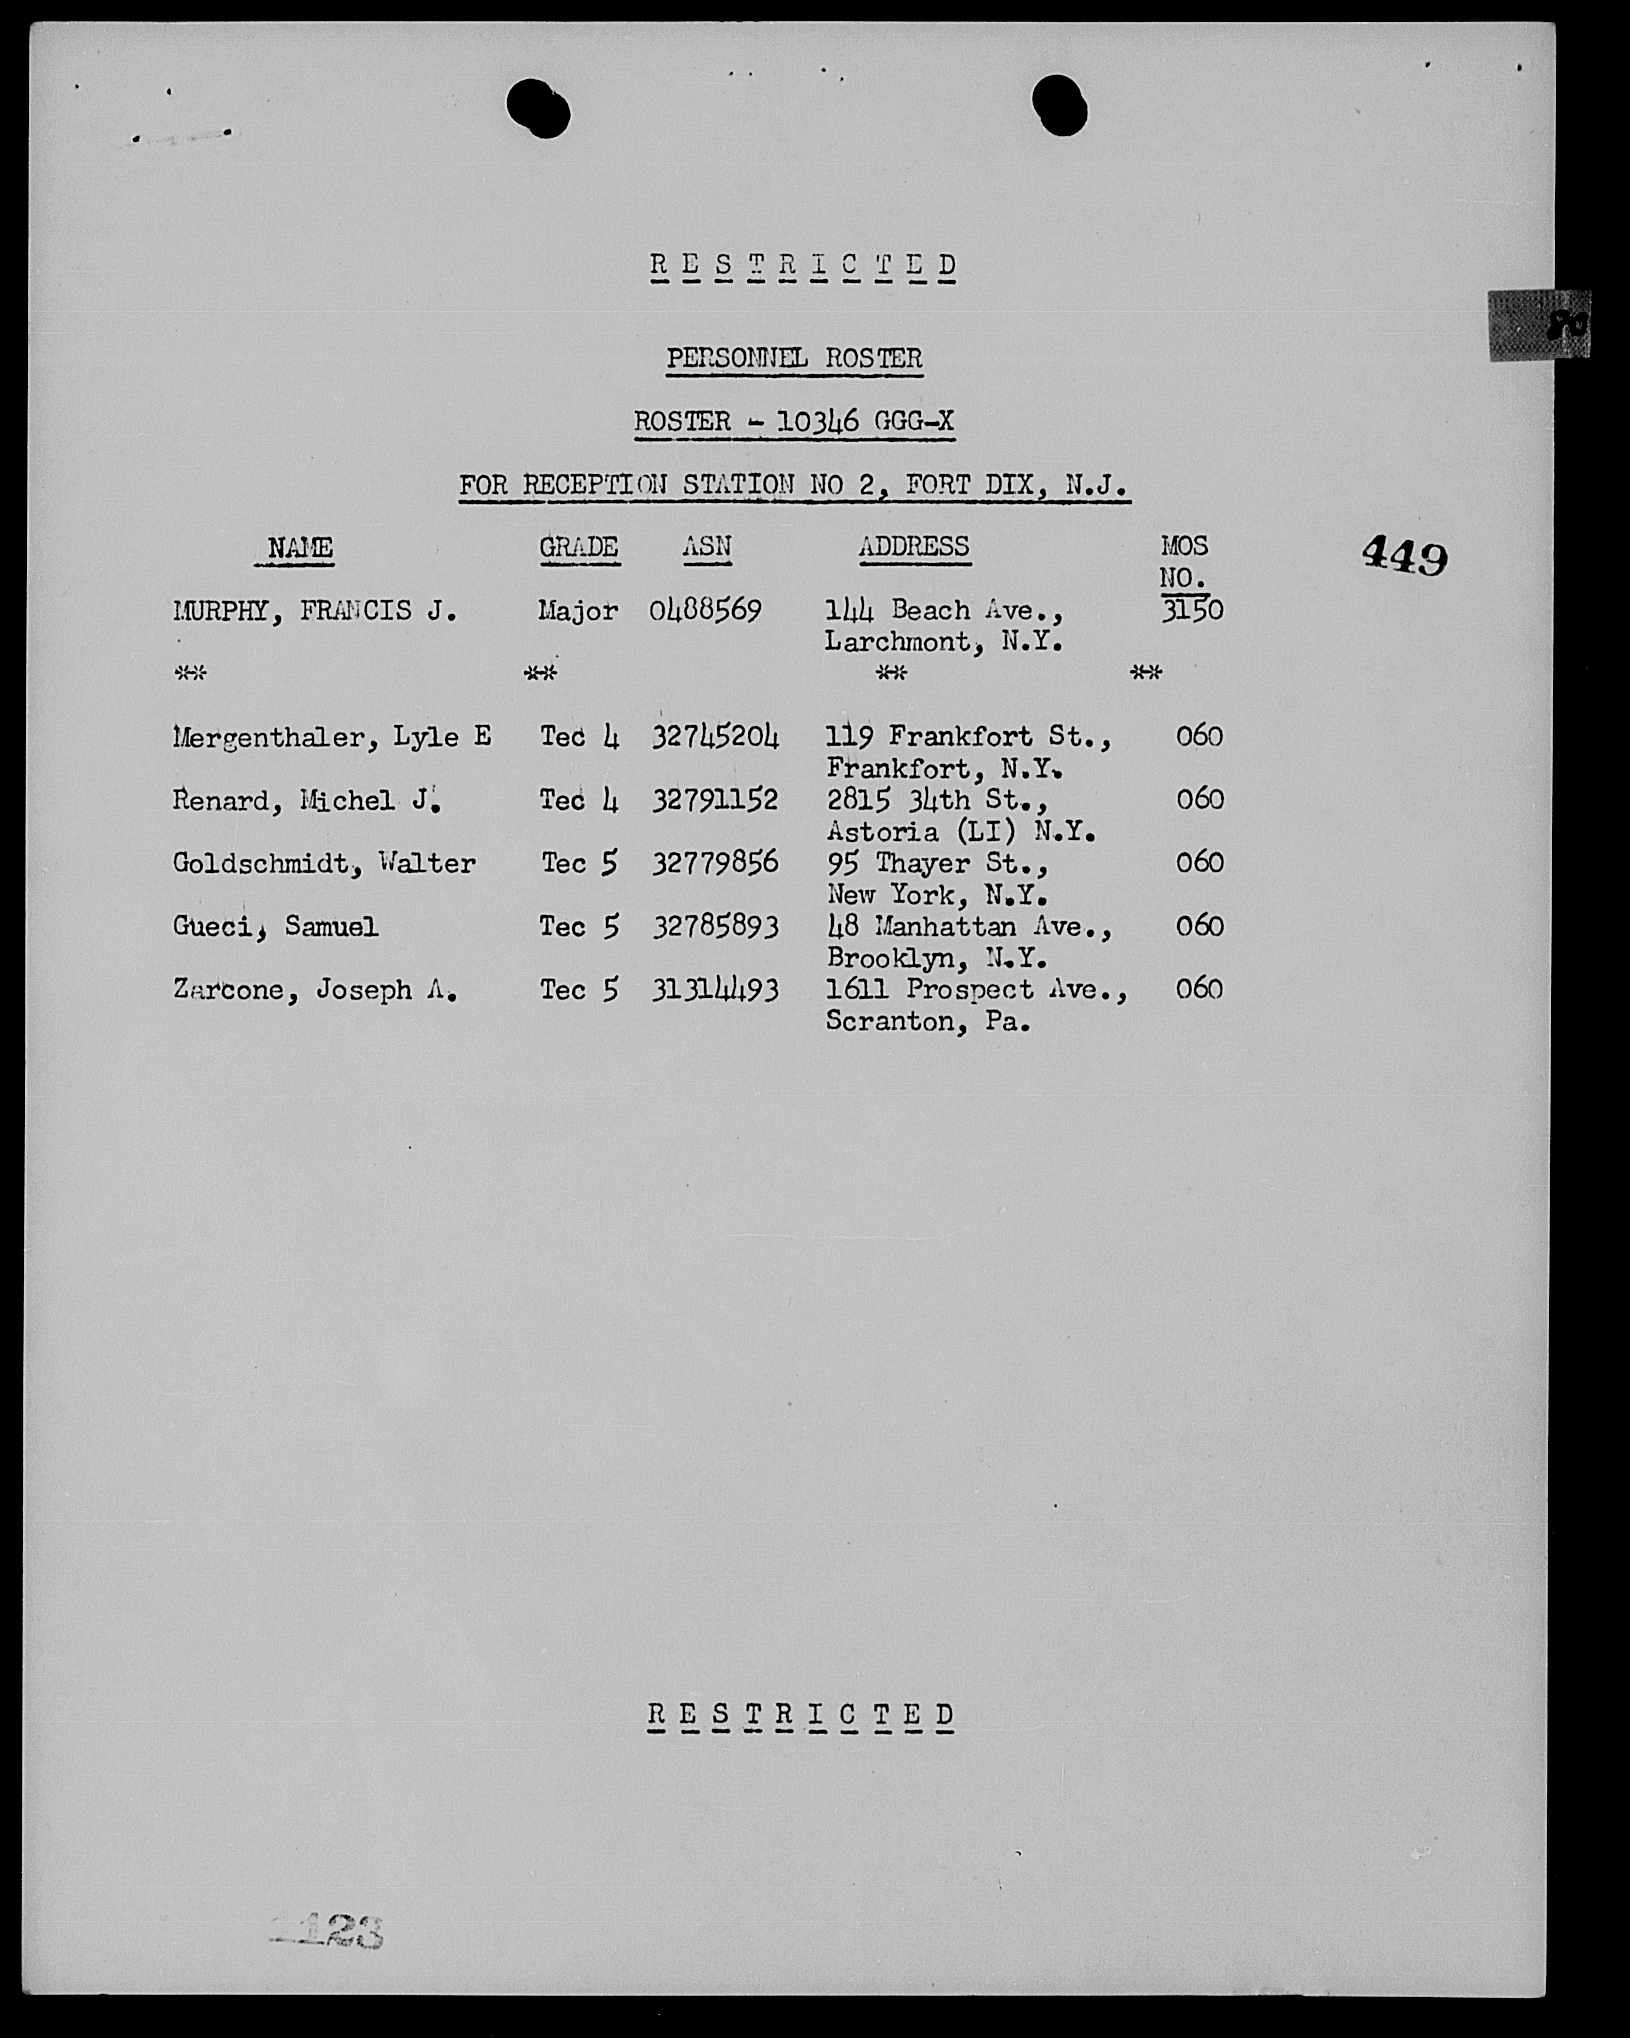 R E S T R I C T E D
PERSONNEL ROSTER
ROSTER - 10346 GGG-X
FOR RECEPTION STATION NO 2, FORT DIX, N.J.
NAME GRADE ASN ADDRESS MOS
NO.
449
MURPHY, FRANCIS J. Major 0488569 144 Beach Ave., 3150
Larchmont, N.Y.
** ** ** **
Mergenthaler, Lyle E Tec 4 32745204 119 Frankfort St., 060
Frankfort, N.Y.
Renard, Michel J. Tec 4 32791152 2815 34th St., 060
Astoria (LI) N.Y.
Goldschmidt, Walter Tec 5 32779856 95 Thayer St., 060
New York, N.Y.
Gueci, Samuel Tec 5 32785893 48 Manhattan Ave., 060
Brooklyn, N.Y.
Zarcone, Joseph A. Tec 5 31314493 1611 Prospect Ave., 060
Scranton, Pa.
R E S T R I C T E D